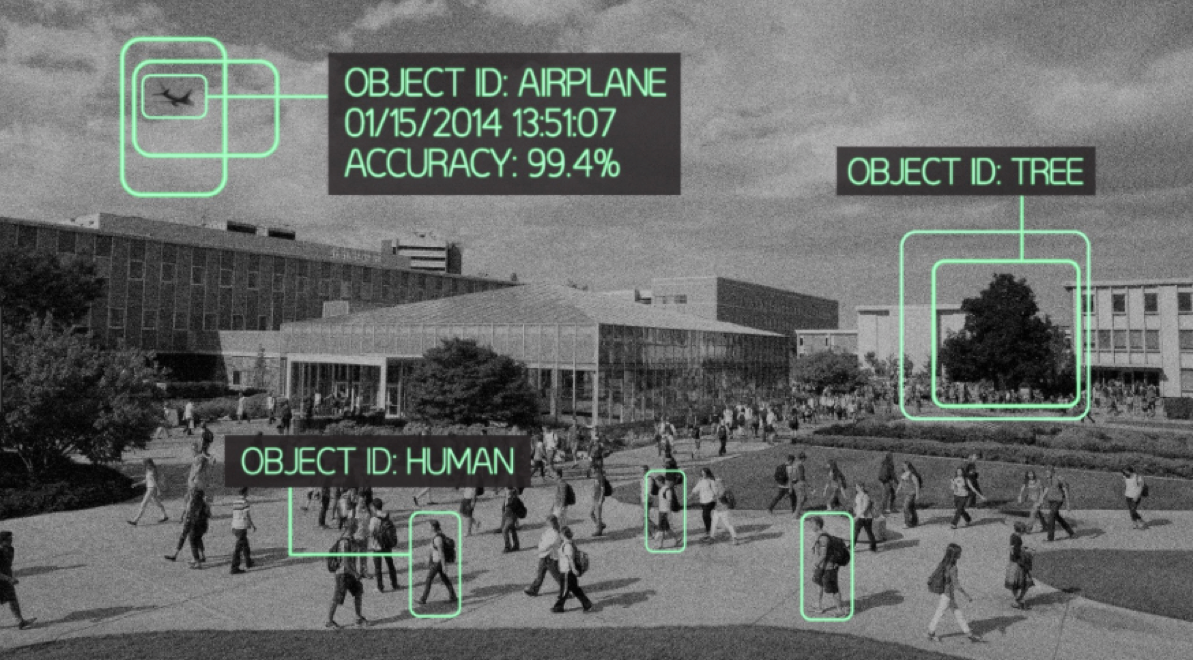 OBJECT ID: AIRPLANE
01/15/2014 13:51:07
ACCURACY: 99.4%
OBJECT ID: TREE
OBJECT ID: HUMAN